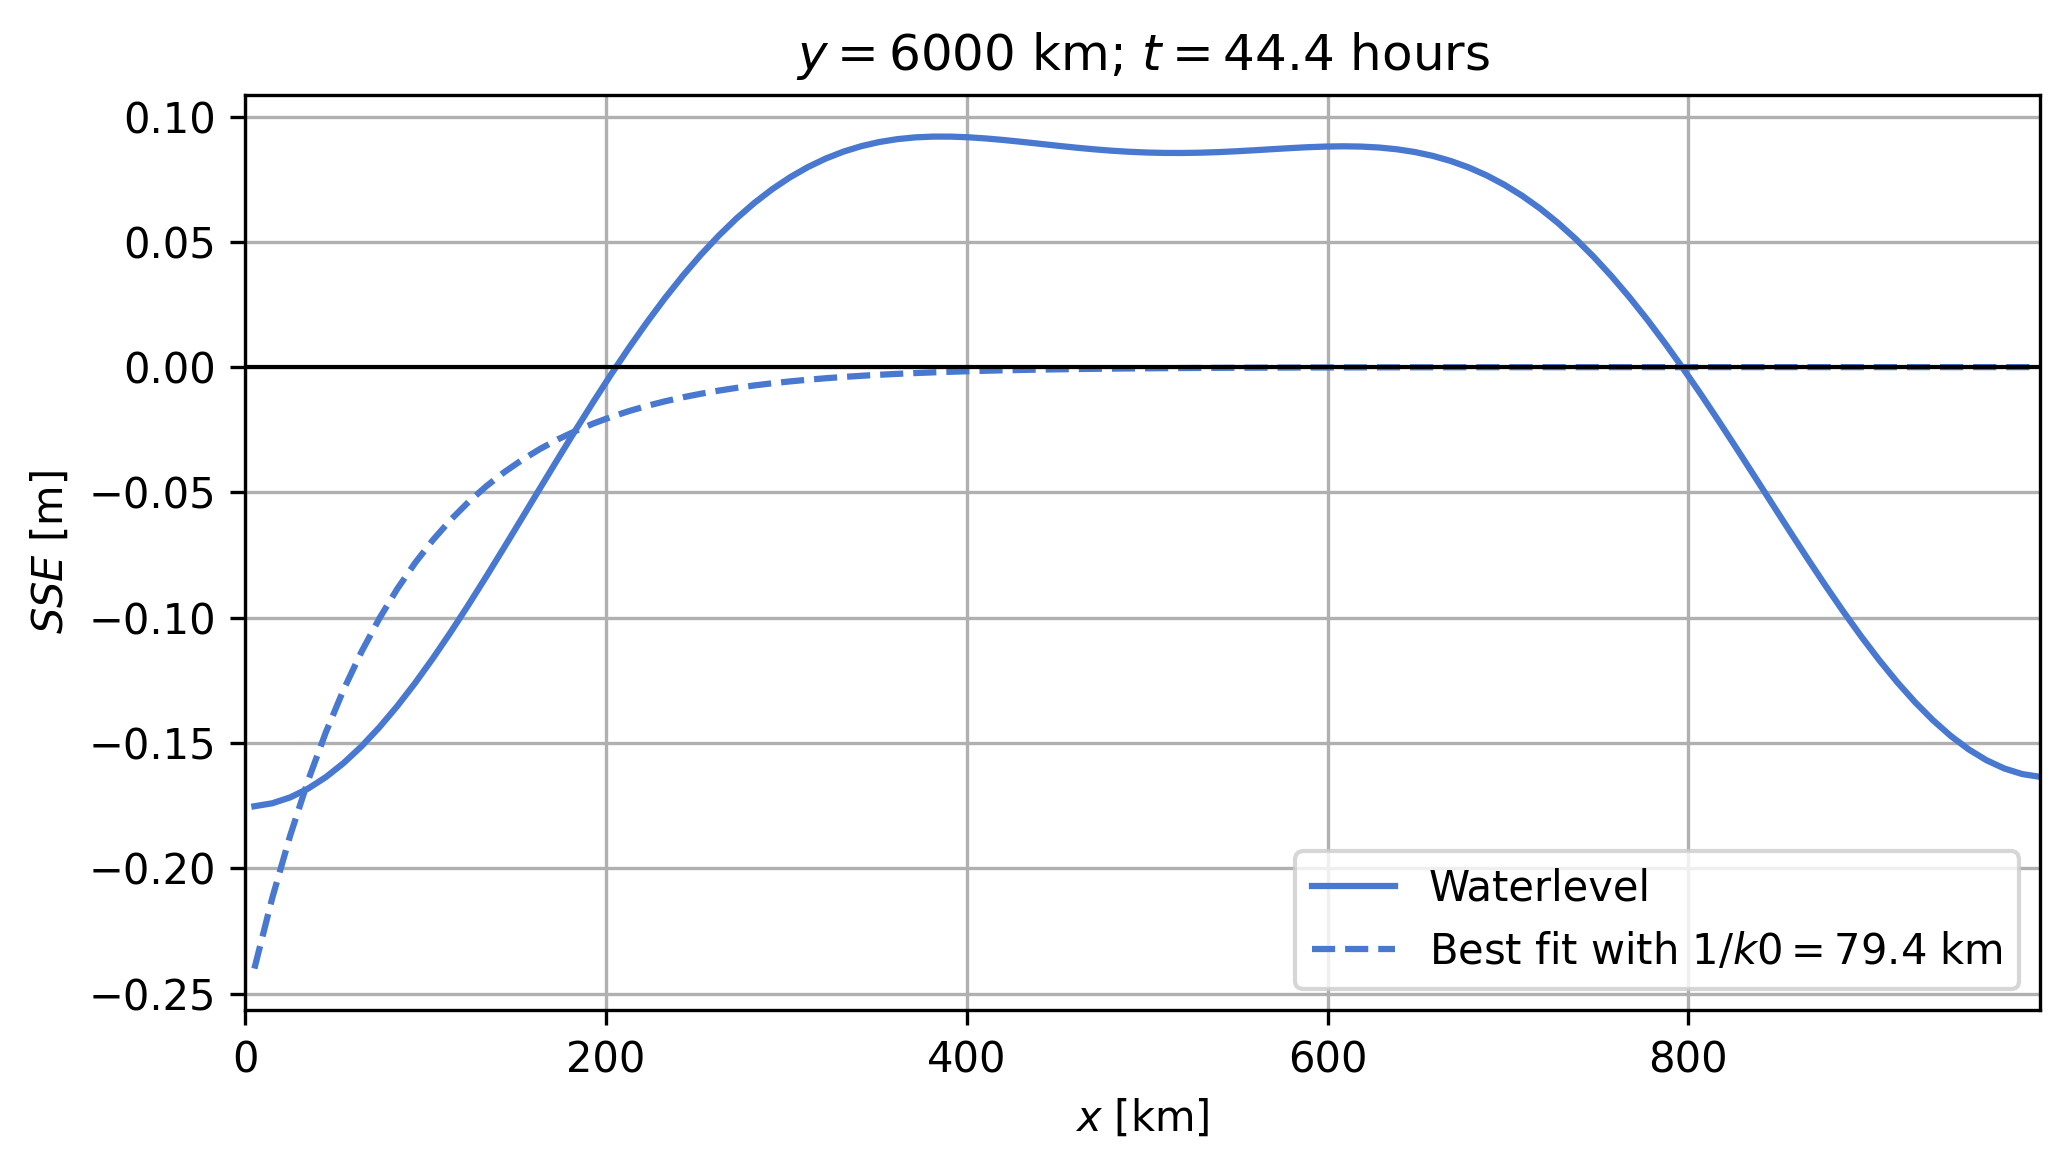 y = 6000 km; t = 44.4 hours
SSE [m]
0.10
0.05
0.00
−0.05
−0.10
−0.15
−0.20
−0.25
Waterlevel
Best fit with 1/k0 = 79.4 km
0 200 400 600 800
x [km]